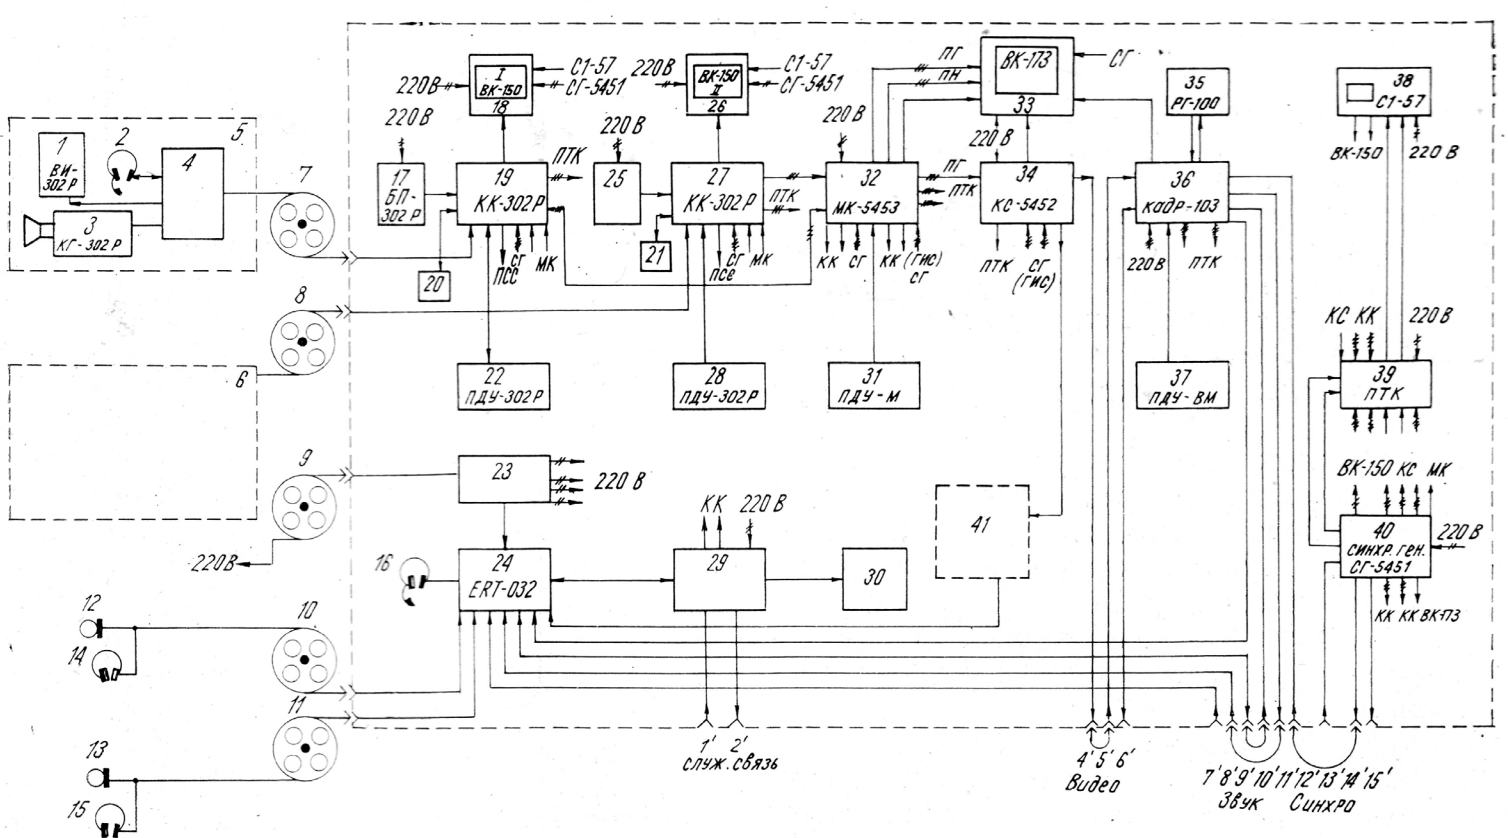 I
ВК-150
18
С1-57
СГ-5451
220В
ВК-150
II
26
С1-57
СГ-5451
220В
ВК-173
33
ПГ
ПН
СГ
35
РГ-100
38
С1-57
ВК-150
220 В
1
ВИ-
302 Р
2
3
КГ-302 Р
4
5
7
220 В
17
БП-
302 Р
19
КК-302 Р
ПТК
20
ПСС
СГ
МК
220 В
25
27
КК-302 Р
ПТК
21
ПСС
СГ
МК
220 В
32
МК-5453
ПГ
ПТК
КК
СГ
КК
(ГИС)
СГ
220 В
34
КС-5452
ПТК
СГ
(ГИС)
36
КАДР-103
220 В
ПТК
8
6
22
ПДУ-302 Р
28
ПДУ-302 Р
31
ПДУ-М
37
ПДУ-ВМ
КС
КК
220 В
39
ПТК
9
220В
23
220 В
КК
220 В
41
ВК-150
КС
МК
40
СИНХР. ГЕН.
СГ-5451
220 В
КК
КК
ВК-173
16
24
ERT-032
29
30
12
14
10
11
13
15
1'
2'
СЛУЖ. СВЯЗЬ
4' 5' 6'
Видео
7' 8' 9' 10' 11' 12' 13' 14' 15'
Звук
Синхро